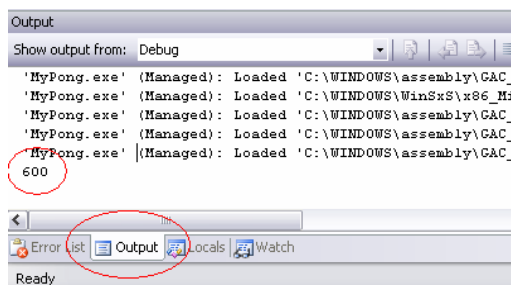 Output
Show output from: Debug
'MyPong.exe' (Managed): Loaded 'C:\WINDOWS\assembly\GAC_
'MyPong.exe' (Managed): Loaded 'C:\WINDOWS\WinSxS\x86_Mi
'MyPong.exe' (Managed): Loaded 'C:\WINDOWS\assembly\GAC_
'MyPong.exe' (Managed): Loaded 'C:\WINDOWS\assembly\GAC_
'MyPong.exe' (Managed): Loaded 'C:\WINDOWS\assembly\GAC_
600
Error List Output Locals Watch
Ready